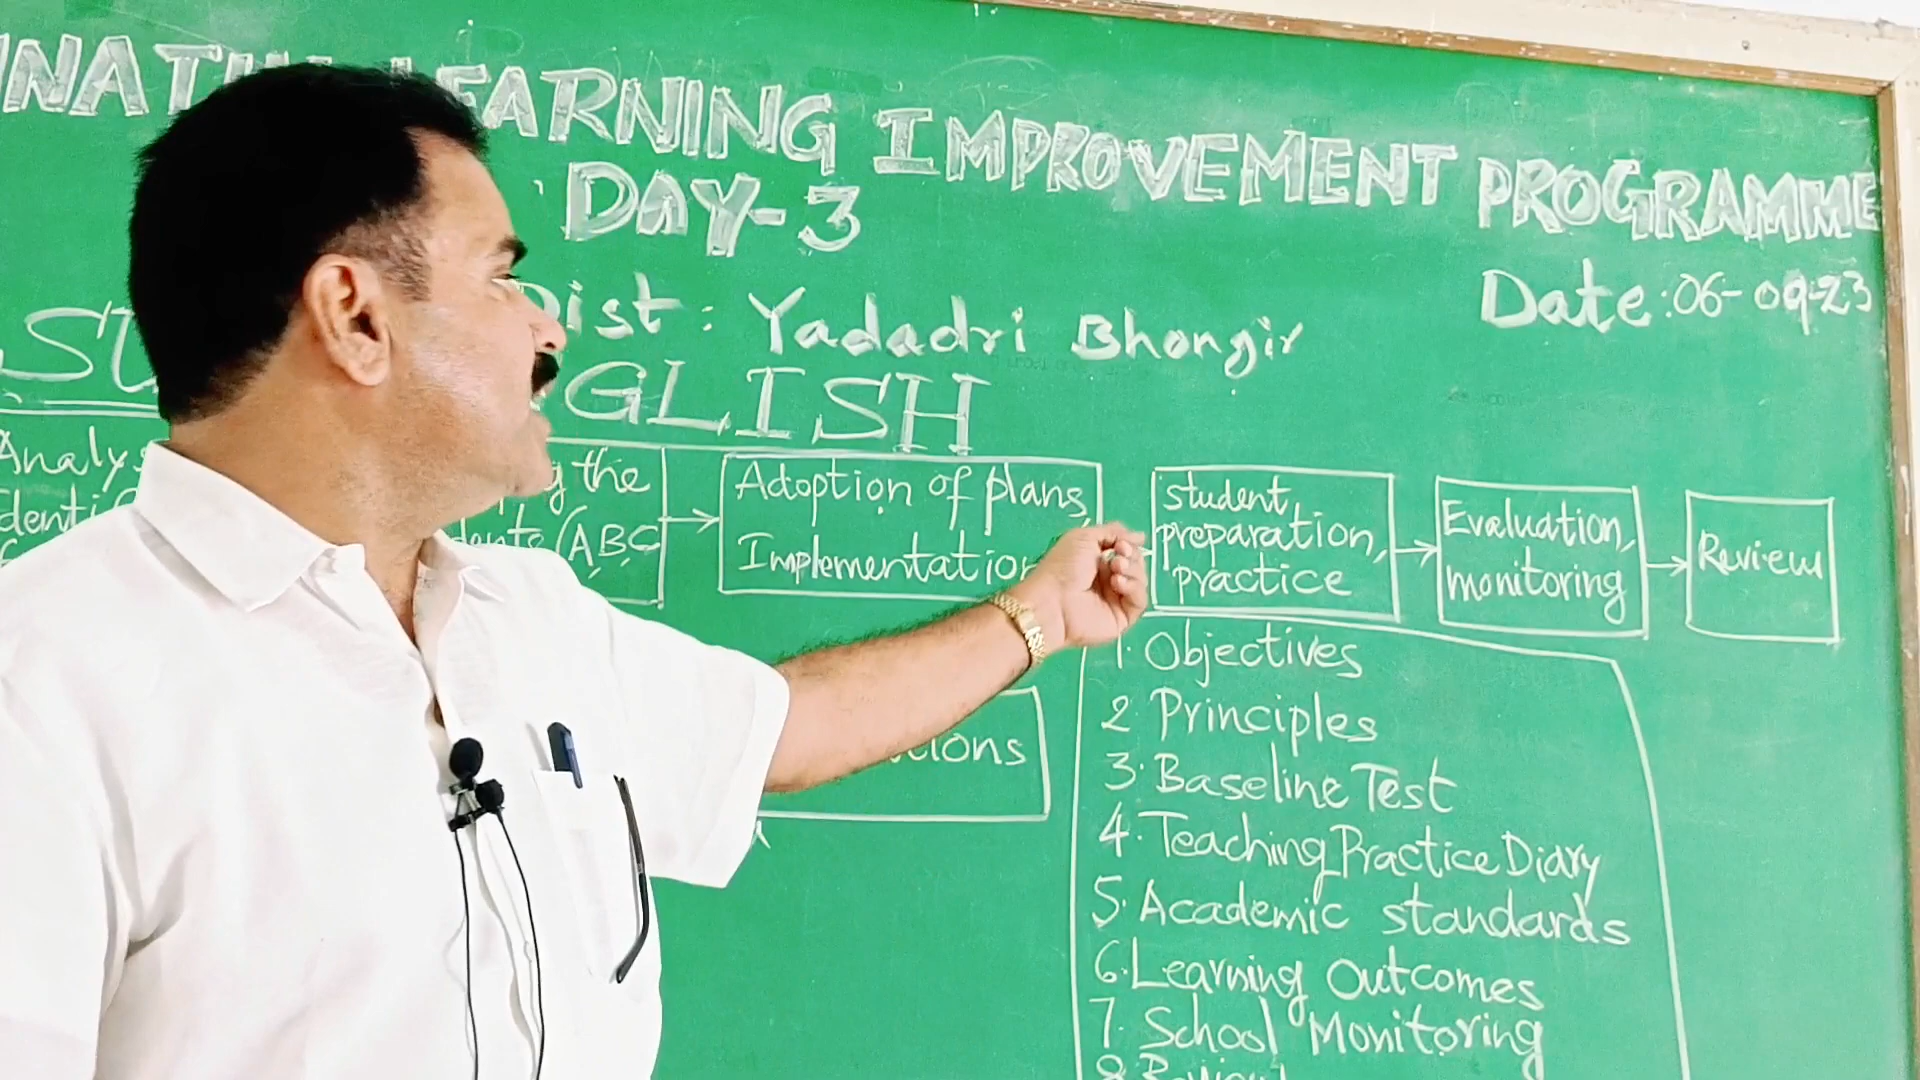 LEARNING IMPROVEMENT PROGRAMME
DAY-3
Date: 06-09-23
Dist: Yadadri Bhongir
GLISH
the
(A,B,C
Adoption of plans,
Implementation
student
preparation,
practice
Evaluation,
monitoring
Review
1. Objectives
2. Principles
3. Baseline Test
4. Teaching Practice Diary
5. Academic standards
6. Learning Outcomes
7. School Monitoring
8.